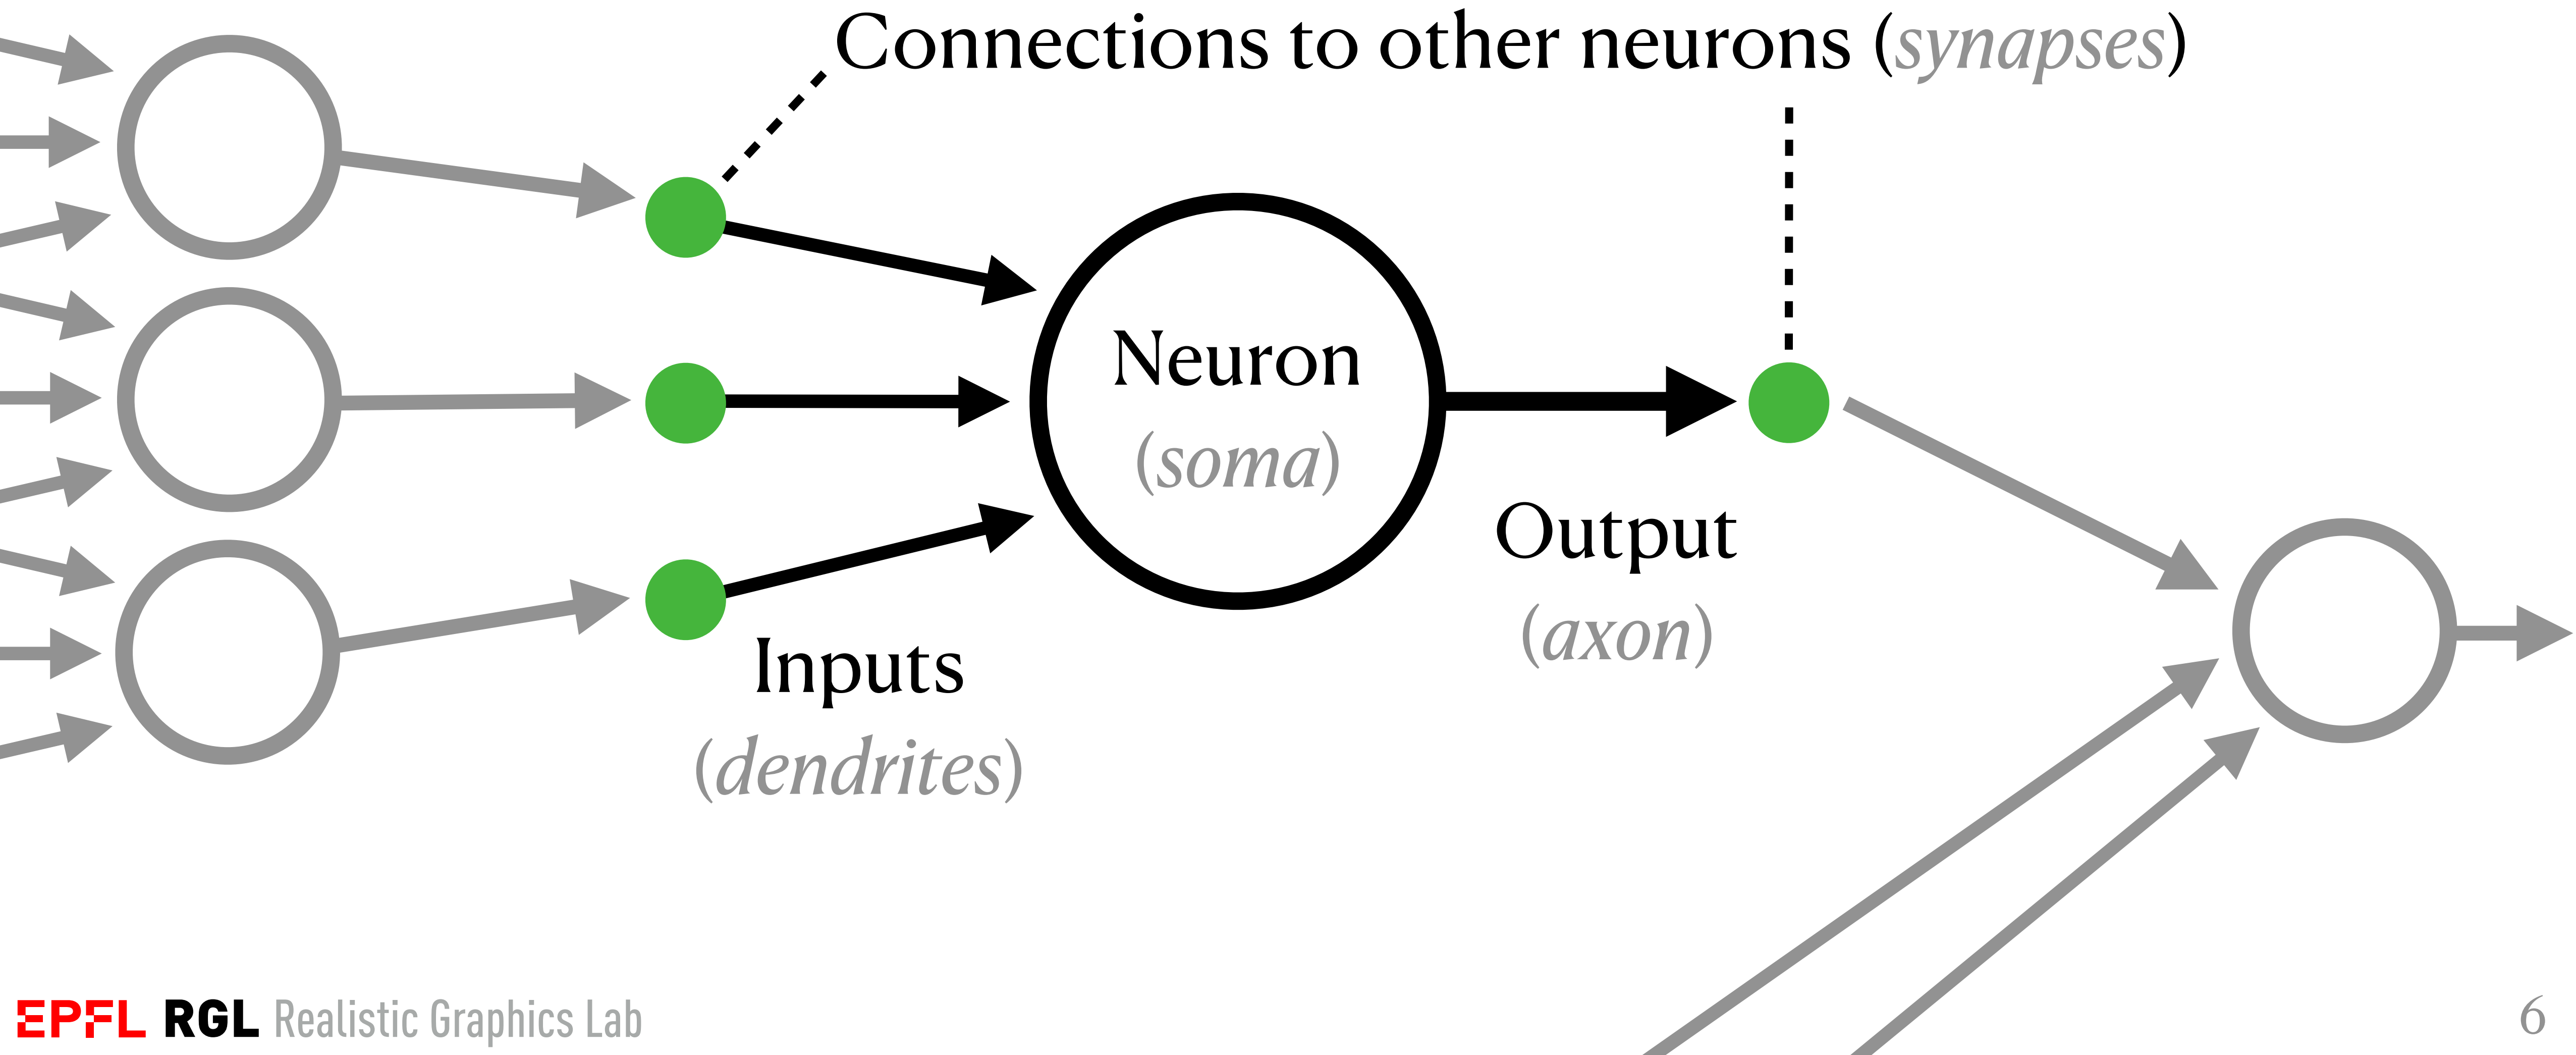 Connections to other neurons (synapses)
Neuron
(soma)
Output
(axon)
Inputs
(dendrites)
EPFL RGL Realistic Graphics Lab
6